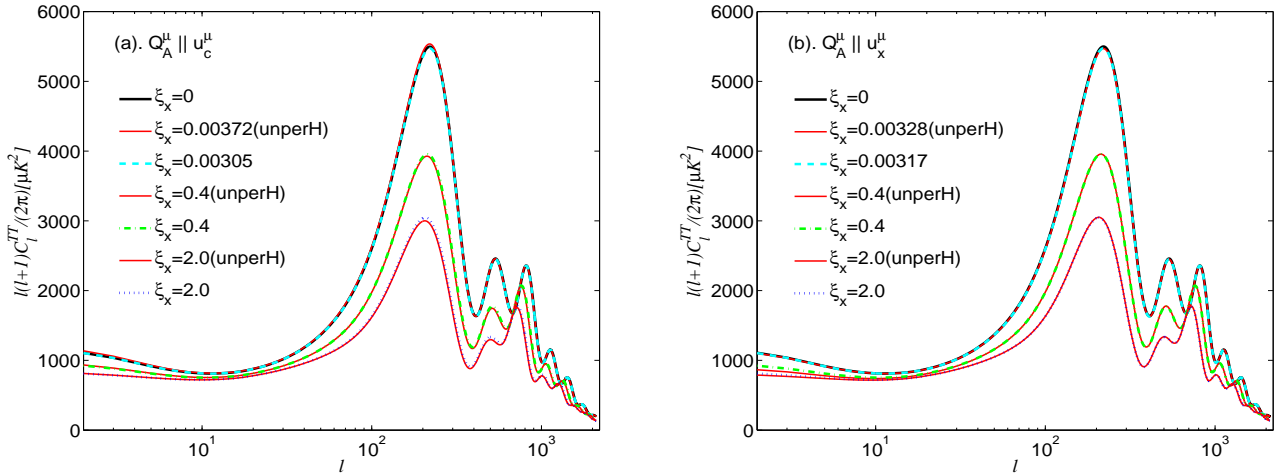 (a). Q_A^μ || u_c^μ
ξ_x=0
ξ_x=0.00372(unperH)
ξ_x=0.00305
ξ_x=0.4(unperH)
ξ_x=0.4
ξ_x=2.0(unperH)
ξ_x=2.0
l(l+1)C_l^{TT}/(2π)[μK^2]
6000
5000
4000
3000
2000
1000
0
10^1
10^2
10^3
l
(b). Q_A^μ || u_x^μ
ξ_x=0
ξ_x=0.00328(unperH)
ξ_x=0.00317
ξ_x=0.4(unperH)
ξ_x=0.4
ξ_x=2.0(unperH)
ξ_x=2.0
l(l+1)C_l^{TT}/(2π)[μK^2]
6000
5000
4000
3000
2000
1000
0
10^1
10^2
10^3
l